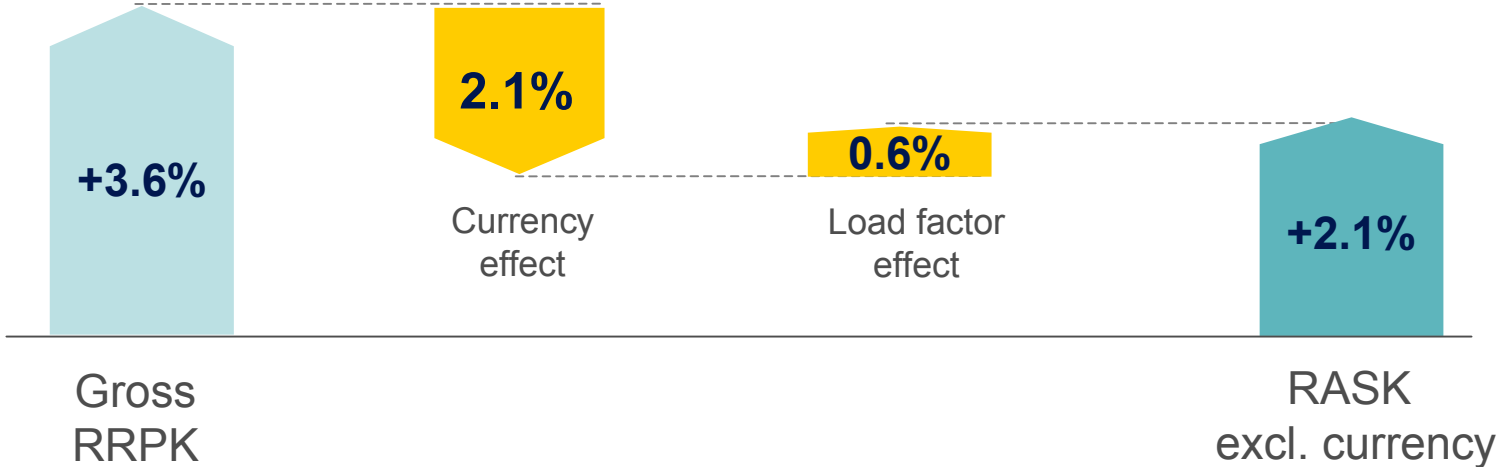 +3.6%
2.1%
Currency
effect
0.6%
Load factor
effect
+2.1%
Gross
RRPK
RASK
excl. currency